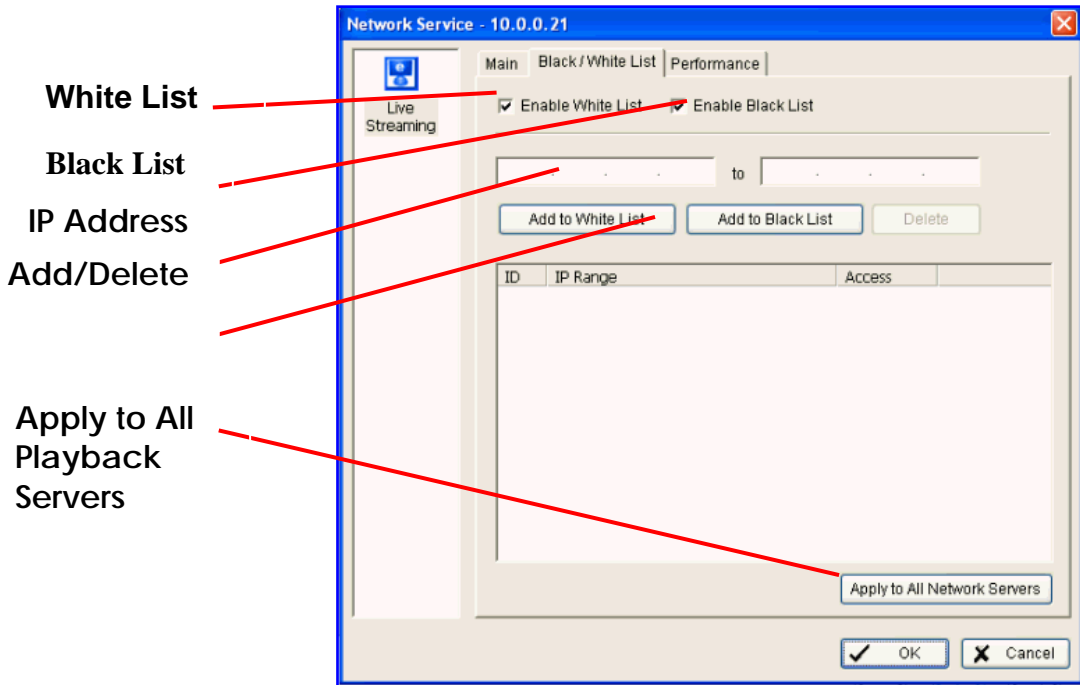 Network Service - 10.0.0.21
Main Black / White List Performance
White List
Live
Streaming
Enable White List Enable Black List
Black List
to
IP Address
Add to White List Add to Black List Delete
Add/Delete
ID IP Range Access
Apply to All
Playback
Servers
Apply to All Network Servers
OK Cancel